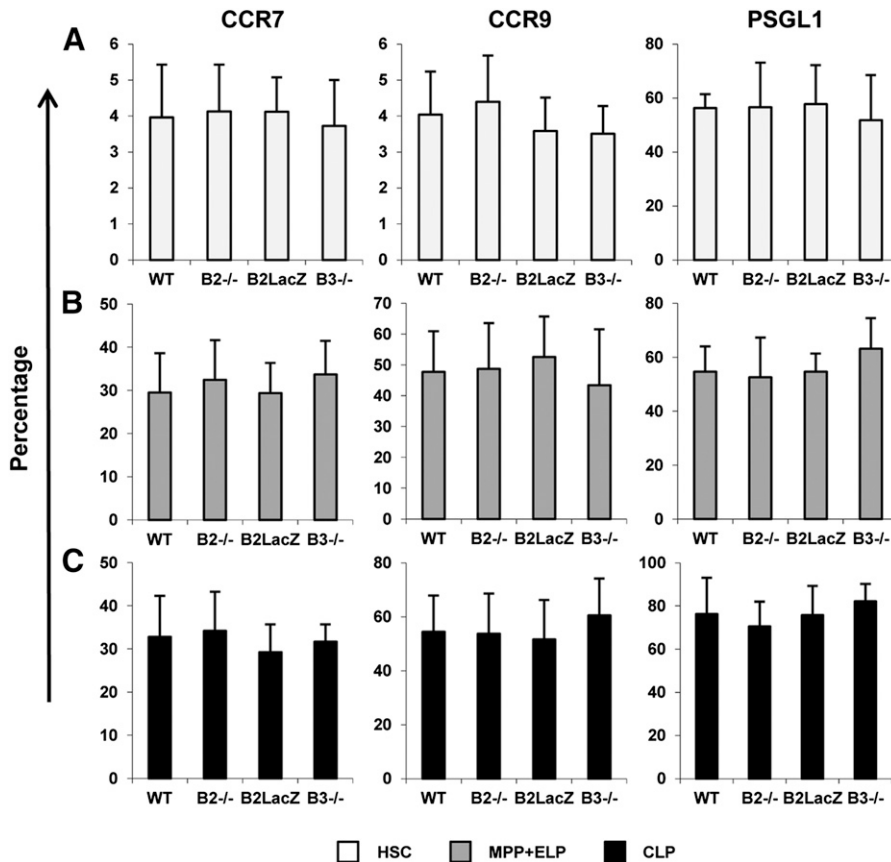 CCR7 CCR9 PSGL1
A
6 6 80
5 5
4 4 60
3 3 40
2 2
1 1 20
0 0 0
WT B2-/- B2LacZ B3-/- WT B2-/- B2LacZ B3-/- WT B2-/- B2LacZ B3-/-
B
50 70 80
40 60
30 50 60
20 40 40
10 30 20
0 20 0
10
0
WT B2-/- B2LacZ B3-/- WT B2-/- B2LacZ B3-/- WT B2-/- B2LacZ B3-/-
Percentage
C
50 80 100
40 60 80
30 40 60
20 20 40
10 0 20
0 0
WT B2-/- B2LacZ B3-/- WT B2-/- B2LacZ B3-/- WT B2-/- B2LacZ B3-/-
HSC MPP+ELP CLP